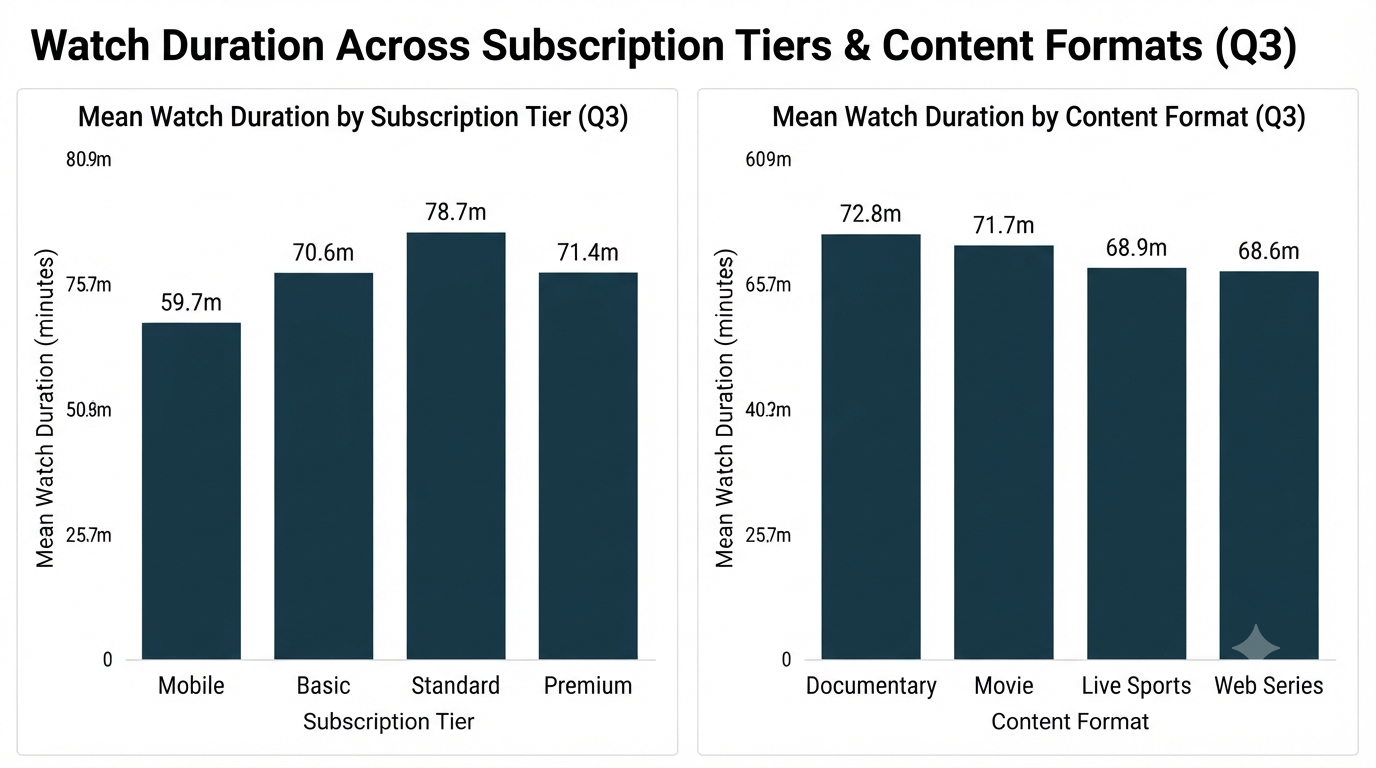 Watch Duration Across Subscription Tiers & Content Formats (Q3)
Mean Watch Duration by Subscription Tier (Q3)
Mean Watch Duration (minutes)
80.9m
75.7m
50.9m
25.7m
0
59.7m
70.6m
78.7m
71.4m
Mobile
Basic
Standard
Premium
Subscription Tier
Mean Watch Duration by Content Format (Q3)
Mean Watch Duration (minutes)
609m
65.7m
25.7m
0
72.8m
71.7m
68.9m
68.6m
Documentary
Movie
Live Sports
Web Series
Content Format